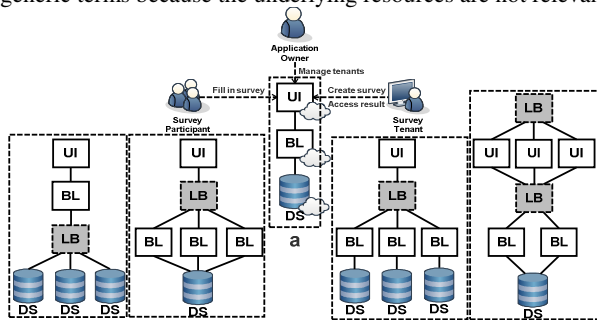 generic terms because the underlying resources are not releva
Application
Owner
Manage tenants
Fill in survey
UI
Create survey
Access result
Survey
Participant
Survey
Tenant
BL
DS
a
UI
BL
LB
DS DS DS
UI
LB
BL BL BL
DS
UI
LB
BL BL BL
DS DS DS
LB
UI UI UI
LB
BL BL
DS